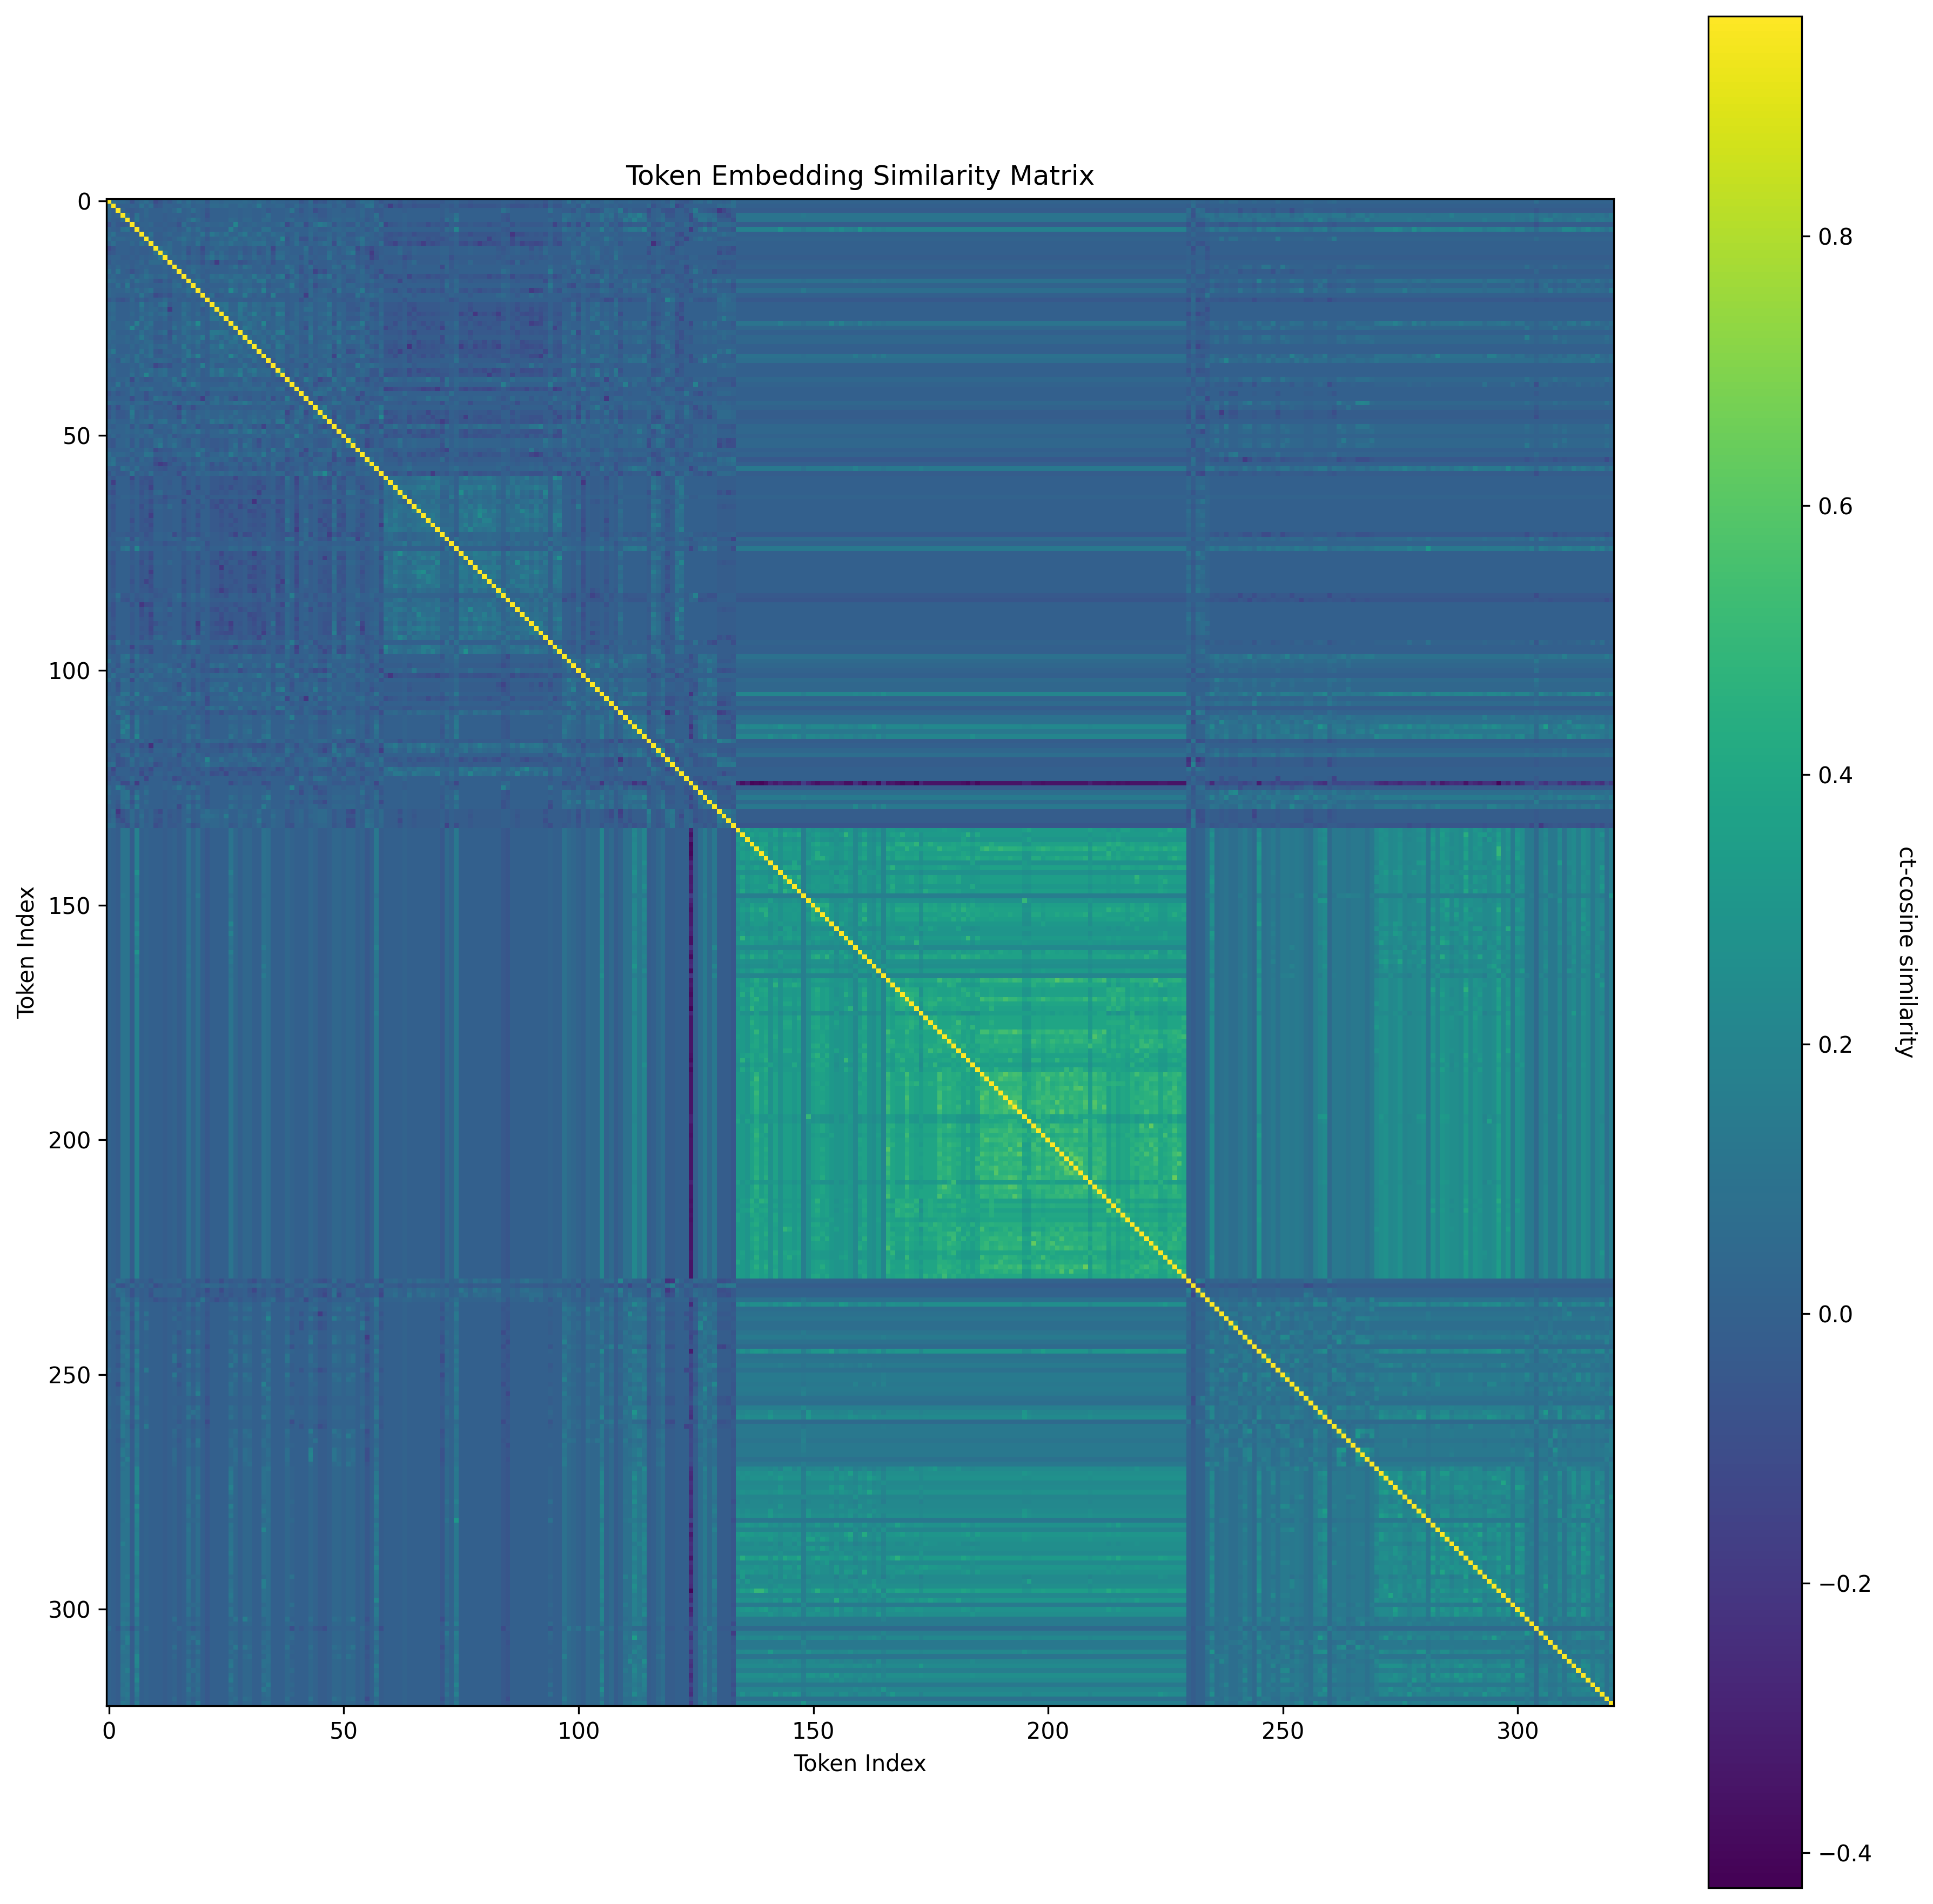 Token Embedding Similarity Matrix
0
50
100
150
200
250
300
Token Index
0 50 100 150 200 250 300
Token Index
0.8
0.6
0.4
0.2
0.0
−0.2
−0.4
ct-cosine similarity